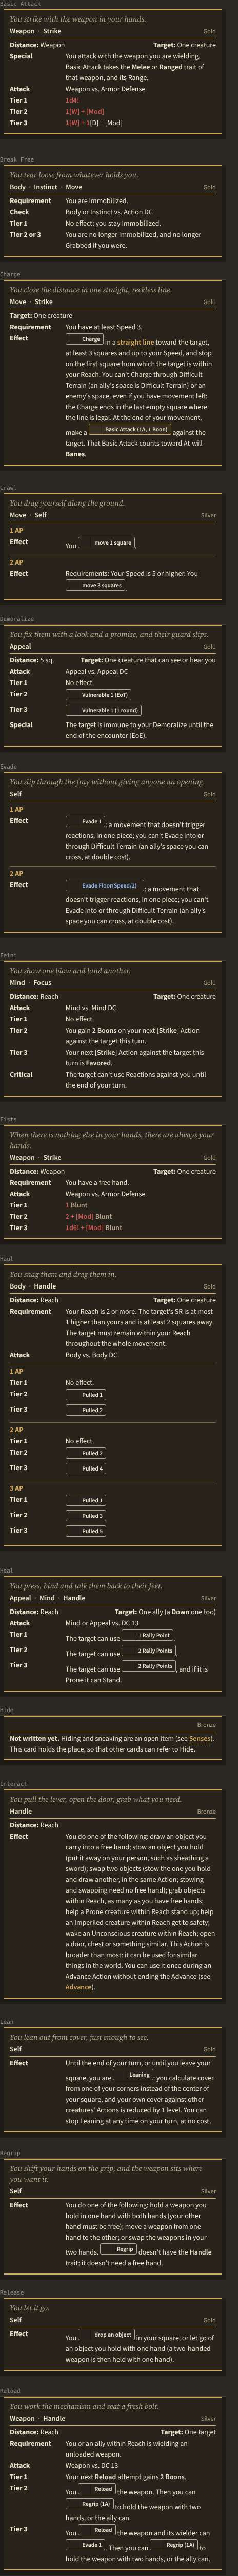 Basic Attack
You strike with the weapon in your hands.
Weapon · Strike Gold
Distance: Weapon Target: One creature
Special You attack with the weapon you are wielding.
Basic Attack takes the Melee or Ranged trait of
that weapon, and its Range.
Attack Weapon vs. Armor Defense
Tier 1 1d4!
Tier 2 1[W] + [Mod]
Tier 3 1[W] + 1[D] + [Mod]
Break Free
You tear loose from whatever holds you.
Body · Instinct · Move Gold
Requirement You are Immobilized.
Check Body or Instinct vs. Action DC
Tier 1 No effect: you stay Immobilized.
Tier 2 or 3 You are no longer Immobilized, and no longer
Grabbed if you were.
Charge
You close the distance in one straight, reckless line.
Move · Strike Gold
Target: One creature
Requirement You have at least Speed 3.
Effect Charge in a straight line toward the target,
at least 3 squares and up to your Speed, and stop
on the first square from which the target is within
your Reach. You can't Charge through Difficult
Terrain (an ally's space is Difficult Terrain) or an
enemy's space, even if you have movement left:
the Charge ends in the last empty square where
the line is legal. At the end of your movement,
make a Basic Attack (1A, 1 Boon) against the
target. That Basic Attack counts toward At-will
Banes.
Crawl
You drag yourself along the ground.
Move · Self Silver
1 AP
Effect You move 1 square.
2 AP
Effect Requirements: Your Speed is 5 or higher. You
move 3 squares.
Demoralize
You fix them with a look and a promise, and their guard slips.
Appeal Gold
Distance: 5 sq. Target: One creature that can see or hear you
Attack Appeal vs. Appeal DC
Tier 1 No effect.
Tier 2 Vulnerable 1 (EoT)
Tier 3 Vulnerable 1 (1 round)
Special The target is immune to your Demoralize until the
end of the encounter (EoE).
Evade
You slip through the fray without giving anyone an opening.
Self Gold
1 AP
Effect Evade 1: a movement that doesn't trigger
reactions, in one piece; you can't Evade into or
through Difficult Terrain (an ally's space you can
cross, at double cost).
2 AP
Effect Evade Floor(Speed/2): a movement that
doesn't trigger reactions, in one piece; you can't
Evade into or through Difficult Terrain (an ally's
space you can cross, at double cost).
Feint
You show one blow and land another.
Mind · Focus Gold
Distance: Reach Target: One creature
Attack Mind vs. Mind DC
Tier 1 No effect.
Tier 2 You gain 2 Boons on your next [Strike] Action
against the target this turn.
Tier 3 Your next [Strike] Action against the target this
turn is Favored.
Critical The target can't use Reactions against you until
the end of your turn.
Fists
When there is nothing else in your hands, there are always your
hands.
Weapon · Strike Gold
Distance: Weapon Target: One creature
Requirement You have a free hand.
Attack Weapon vs. Armor Defense
Tier 1 1 Blunt
Tier 2 2 + [Mod] Blunt
Tier 3 1d6! + [Mod] Blunt
Haul
You snag them and drag them in.
Body · Handle Gold
Distance: Reach Target: One creature
Requirement Your Reach is 2 or more. The target's SR is at most
1 higher than yours and is at least 2 squares away.
The target must remain within your Reach
throughout the whole movement.
Attack Body vs. Body DC
1 AP
Tier 1 No effect.
Tier 2 Pulled 1
Tier 3 Pulled 2
2 AP
Tier 1 No effect.
Tier 2 Pulled 2
Tier 3 Pulled 4
3 AP
Tier 1 Pulled 1
Tier 2 Pulled 3
Tier 3 Pulled 5
Heal
You press, bind and talk them back to their feet.
Appeal · Mind · Handle Silver
Distance: Reach Target: One ally (a Down one too)
Attack Mind or Appeal vs. DC 13
Tier 1 The target can use 1 Rally Point.
Tier 2 The target can use 2 Rally Points.
Tier 3 The target can use 2 Rally Points, and if it is
Prone it can Stand.
Hide
Bronze
Not written yet. Hiding and sneaking are an open item (see Senses).
This card holds the place, so that other cards can refer to Hide.
Interact
You pull the lever, open the door, grab what you need.
Handle Bronze
Distance: Reach
Effect You do one of the following: draw an object you
carry into a free hand; stow an object you hold
(put it away on your person, such as sheathing a
sword); swap two objects (stow the one you hold
and draw another, in the same Action; stowing
and swapping need no free hand); grab objects
within Reach, as many as you have free hands;
help a Prone creature within Reach stand up; help
an Imperiled creature within Reach get to safety;
wake an Unconscious creature within Reach; open
a door, chest or something similar. This Action is
broader than most: it can be used for similar
things in the world. You can use it once during an
Advance Action without ending the Advance (see
Advance).
Lean
You lean out from cover, just enough to see.
Self Gold
Effect Until the end of your turn, or until you leave your
square, you are Leaning: you calculate cover
from one of your corners instead of the center of
your square, and your own cover against other
creatures' Actions is reduced by 1 level. You can
stop Leaning at any time on your turn, at no cost.
Regrip
You shift your hands on the grip, and the weapon sits where
you want it.
Self Silver
Effect You do one of the following: hold a weapon you
hold in one hand with both hands (your other
hand must be free); move a weapon from one
hand to the other; or swap the weapons in your
two hands. Regrip doesn't have the Handle
trait: it doesn't need a free hand.
Release
You let it go.
Self Gold
Effect You drop an object in your square, or let go of
an object you hold with one hand (a two-handed
weapon is then held with one hand).
Reload
You work the mechanism and seat a fresh bolt.
Weapon · Handle Silver
Distance: Reach Target: One target
Requirement You or an ally within Reach is wielding an
unloaded weapon.
Attack Weapon vs. DC 13
Tier 1 Your next Reload attempt gains 2 Boons.
Tier 2 You Reload the weapon. Then you can
Regrip (1A) to hold the weapon with two
hands, or the ally can.
Tier 3 You Reload the weapon and its wielder can
Evade 1. Then you can Regrip (1A) to
hold the weapon with two hands, or the ally can.